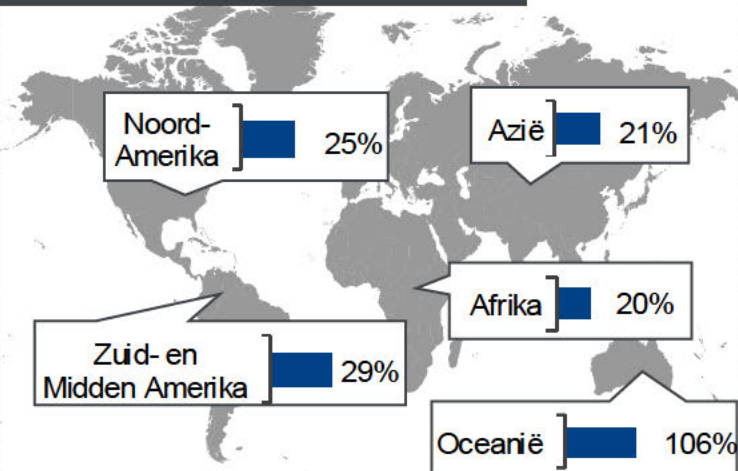 Noord-
Amerika
25%
Azië
21%
Afrika
20%
Zuid- en
Midden Amerika
29%
Oceanië
106%